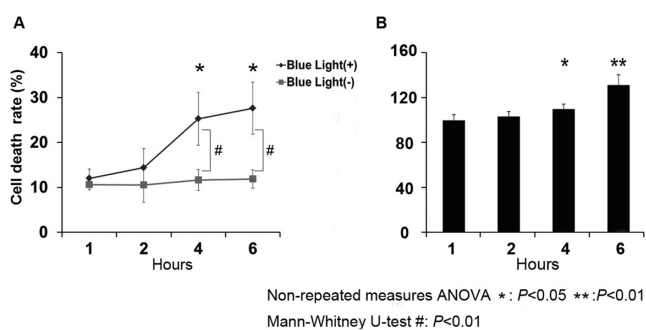 A
Cell death rate (%)
40
30
20
10
0
* *
# #
Blue Light(+)
Blue Light(-)
1 2 4 6
Hours
B
160
120
80
40
0
* **
1 2 4 6
Hours
Non-repeated measures ANOVA *: P<0.05 **:P<0.01
Mann-Whitney U-test #: P<0.01